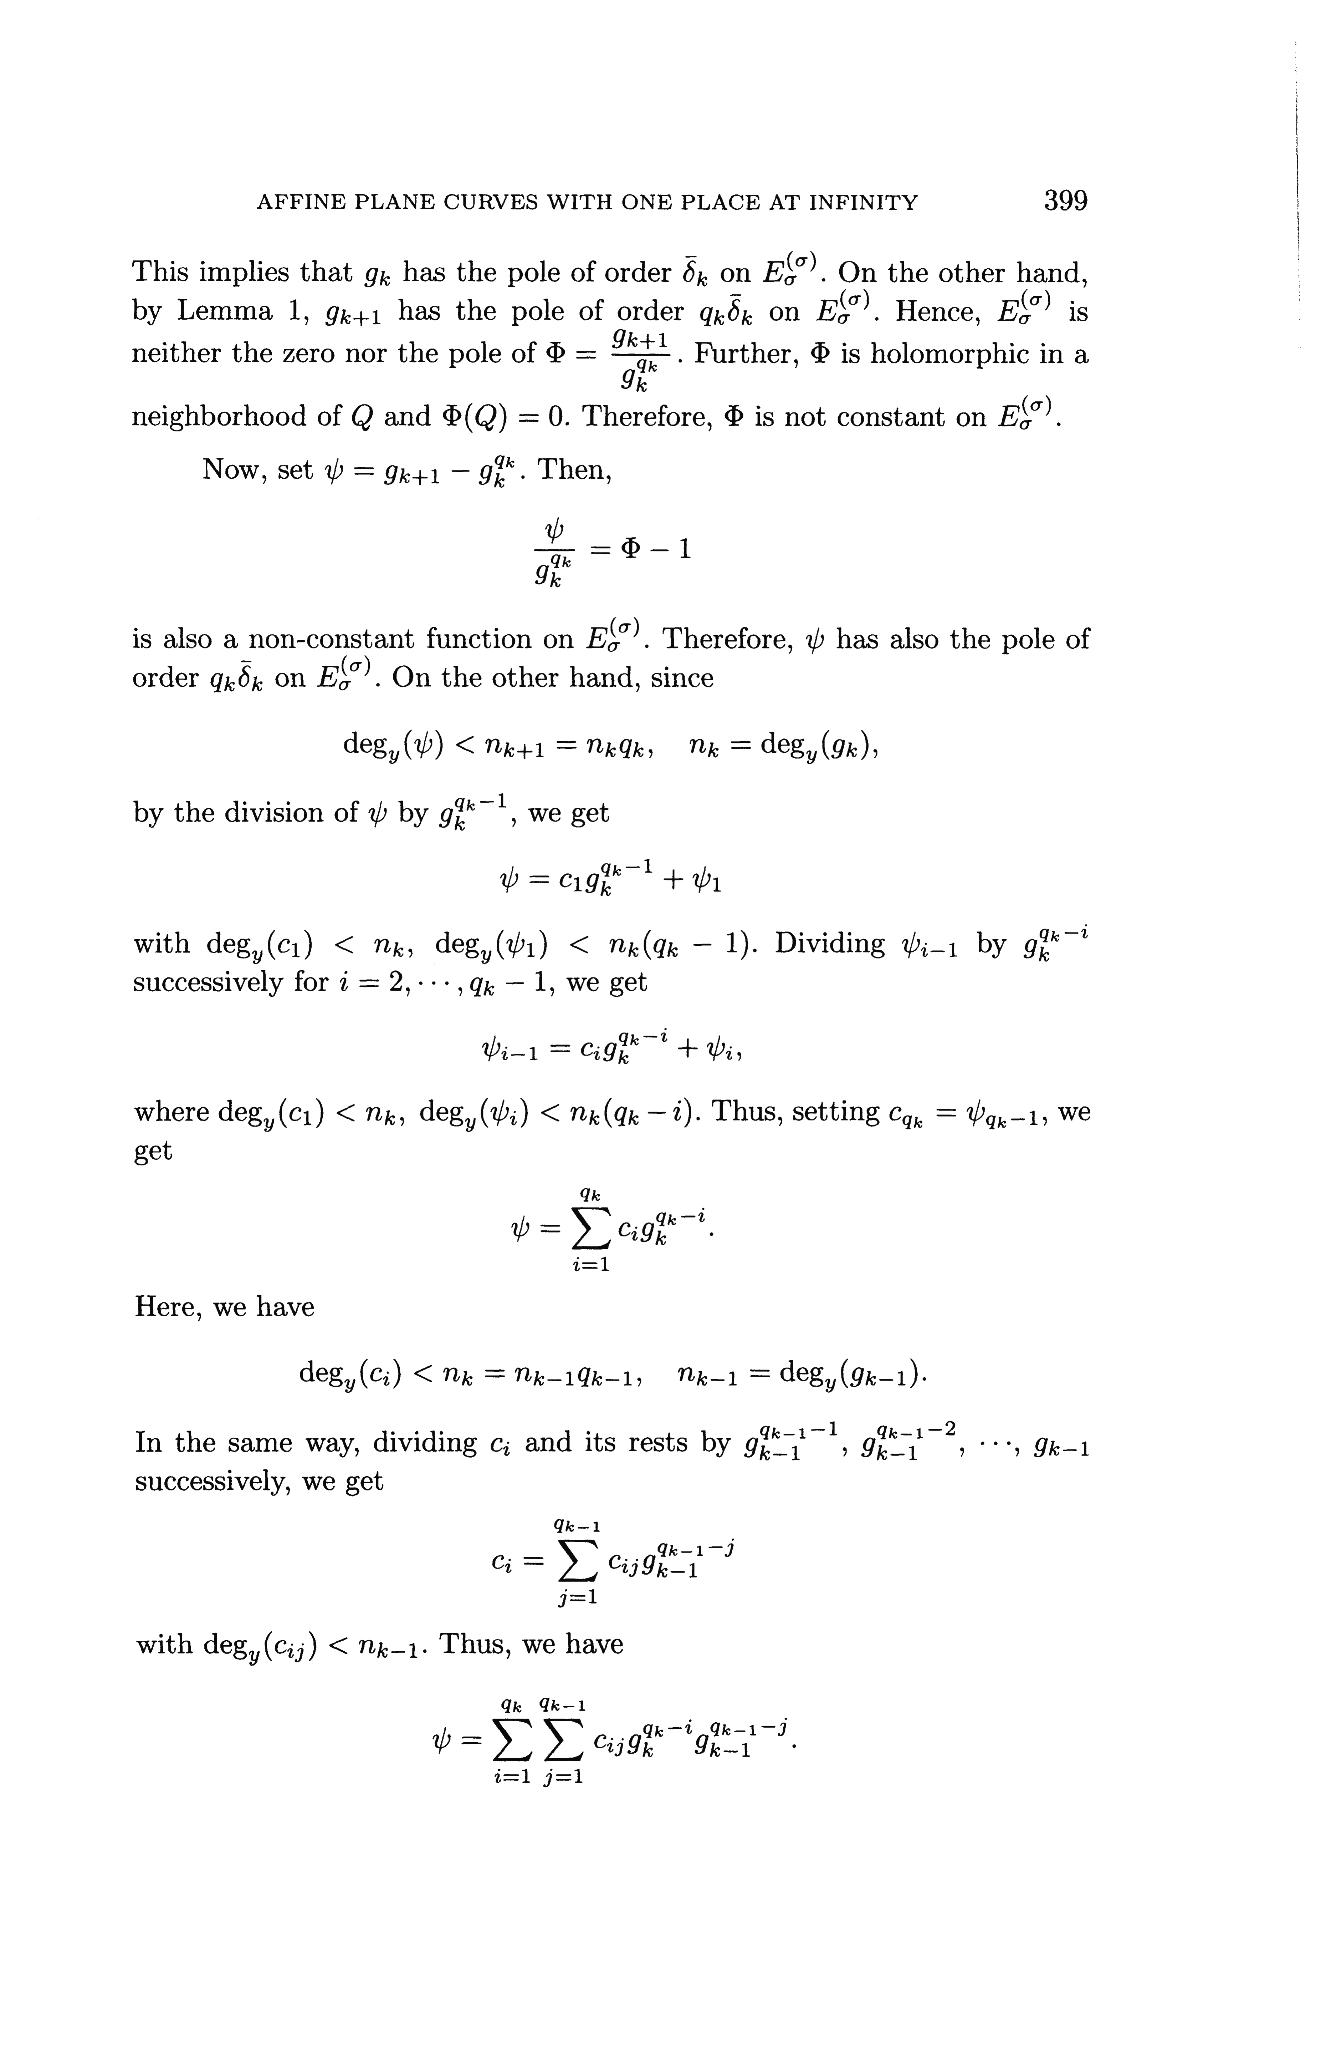 AFFINE PLANE CURVES WITH ONE PLACE AT INFINITY 399
This implies that $g_k$ has the pole of order $\bar{\delta}_k$ on $E_\sigma^{(\sigma)}$. On the other hand,
by Lemma 1, $g_{k+1}$ has the pole of order $q_k\bar{\delta}_k$ on $E_\sigma^{(\sigma)}$. Hence, $E_\sigma^{(\sigma)}$ is
neither the zero nor the pole of $\Phi = \frac{g_{k+1}}{g_k^{q_k}}$. Further, $\Phi$ is holomorphic in a
neighborhood of $Q$ and $\Phi(Q) = 0$. Therefore, $\Phi$ is not constant on $E_\sigma^{(\sigma)}$.
Now, set $\psi = g_{k+1} - g_k^{q_k}$. Then,
$\frac{\psi}{g_k^{q_k}} = \Phi - 1$
is also a non-constant function on $E_\sigma^{(\sigma)}$. Therefore, $\psi$ has also the pole of
order $q_k\bar{\delta}_k$ on $E_\sigma^{(\sigma)}$. On the other hand, since
$\deg_y(\psi) < n_{k+1} = n_k q_k, \quad n_k = \deg_y(g_k),$
by the division of $\psi$ by $g_k^{q_k-1}$, we get
$\psi = c_1 g_k^{q_k-1} + \psi_1$
with $\deg_y(c_1) < n_k$, $\deg_y(\psi_1) < n_k(q_k - 1)$. Dividing $\psi_{i-1}$ by $g_k^{q_k-i}$
successively for $i = 2, \cdots, q_k - 1$, we get
$\psi_{i-1} = c_i g_k^{q_k-i} + \psi_i,$
where $\deg_y(c_1) < n_k$, $\deg_y(\psi_i) < n_k(q_k - i)$. Thus, setting $c_{q_k} = \psi_{q_k-1}$, we
get
$\psi = \sum_{i=1}^{q_k} c_i g_k^{q_k-i}.$
Here, we have
$\deg_y(c_i) < n_k = n_{k-1}q_{k-1}, \quad n_{k-1} = \deg_y(g_{k-1}).$
In the same way, dividing $c_i$ and its rests by $g_{k-1}^{q_{k-1}-1}$, $g_{k-1}^{q_{k-1}-2}$, $\cdots$, $g_{k-1}$
successively, we get
$c_i = \sum_{j=1}^{q_{k-1}} c_{ij} g_{k-1}^{q_{k-1}-j}$
with $\deg_y(c_{ij}) < n_{k-1}$. Thus, we have
$\psi = \sum_{i=1}^{q_k} \sum_{j=1}^{q_{k-1}} c_{ij} g_k^{q_k-i} g_{k-1}^{q_{k-1}-j}.$